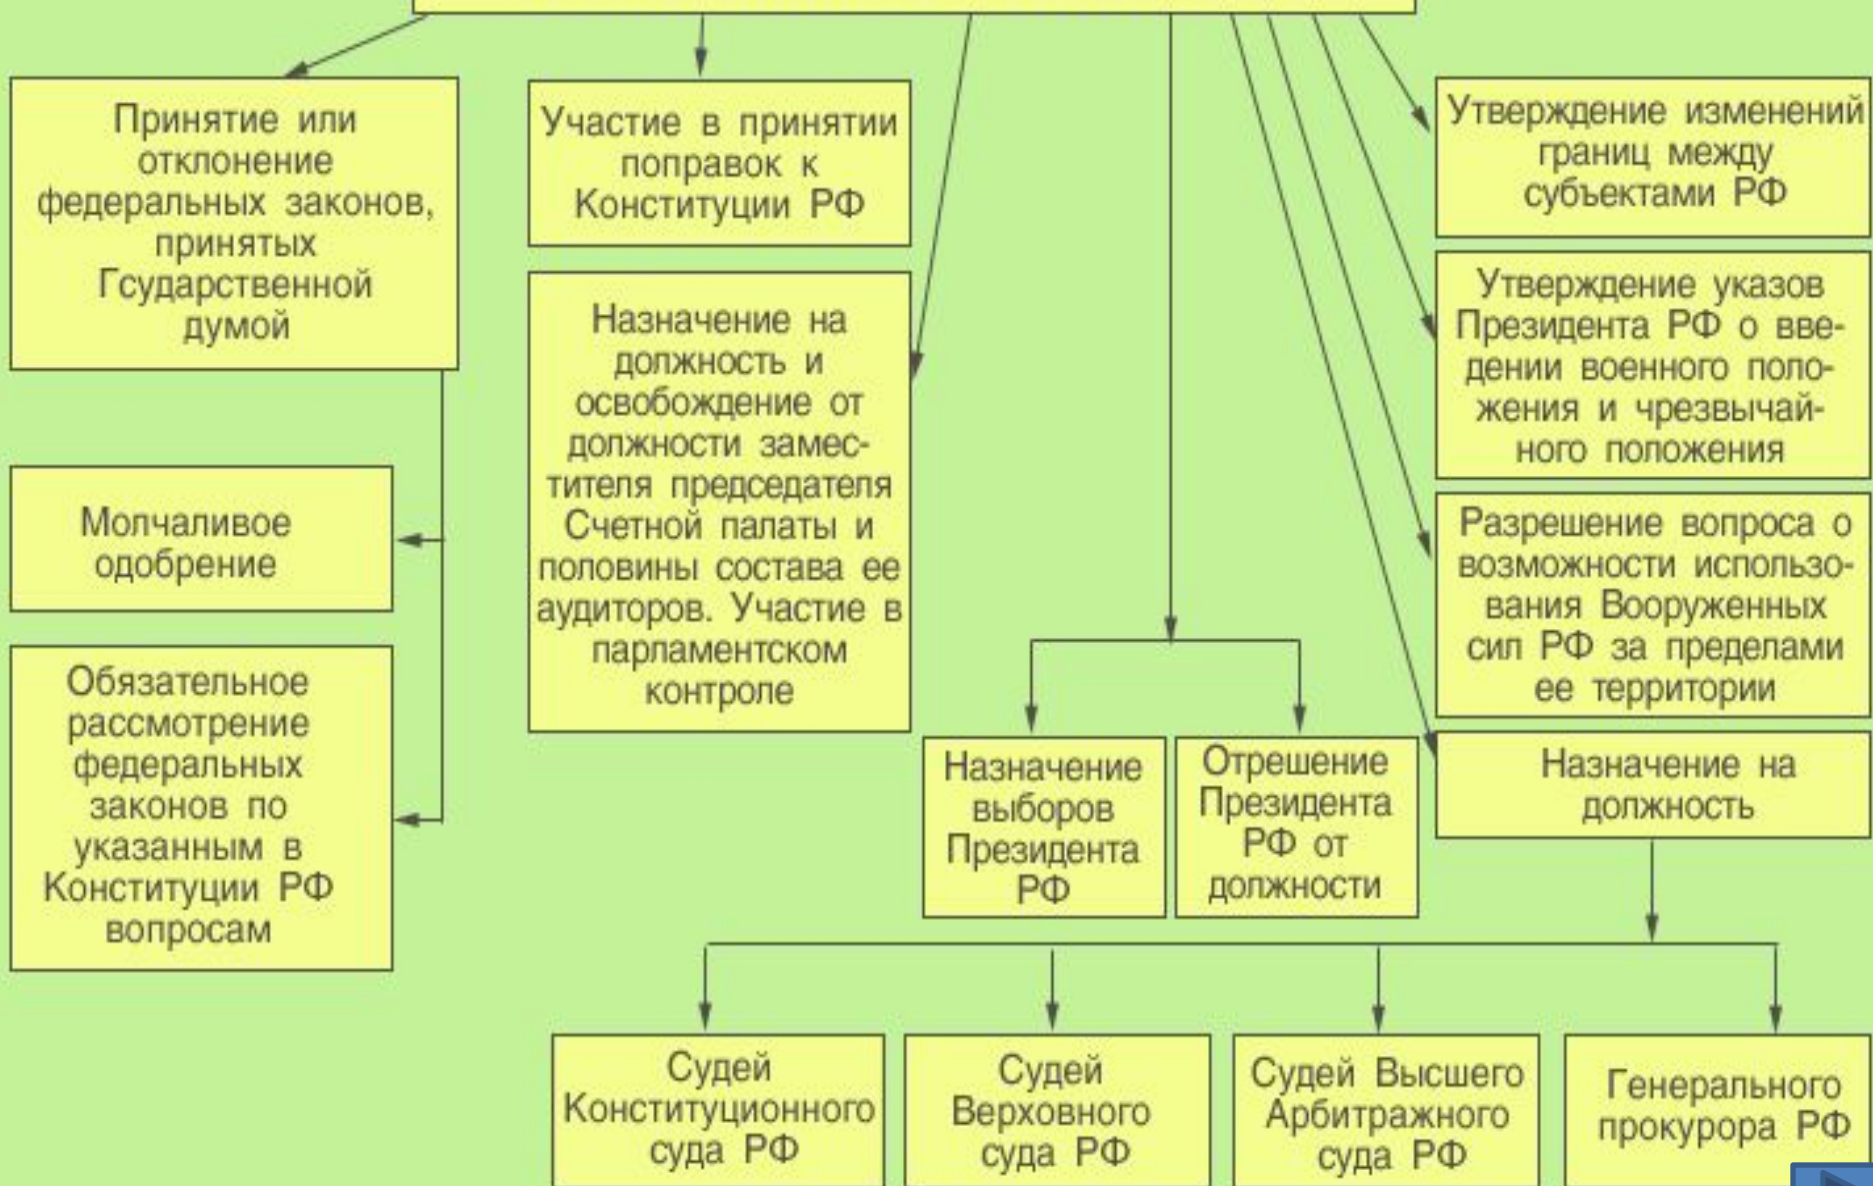 Принятие или
отклонение
федеральных законов,
принятых
Гсударственной
думой
Молчаливое
одобрение
Обязательное
рассмотрение
федеральных
законов по
указанным в
Конституции РФ
вопросам
Участие в принятии
поправок к
Конституции РФ
Назначение на
должность и
освобождение от
должности замес-
тителя председателя
Счетной палаты и
половины состава ее
аудиторов. Участие в
парламентском
контроле
Назначение
выборов
Президента
РФ
Отрешение
Президента
РФ от
должности
Утверждение изменений
границ между
субъектами РФ
Утверждение указов
Президента РФ о вве-
дении военного поло-
жения и чрезвычай-
ного положения
Разрешение вопроса о
возможности использо-
вания Вооруженных
сил РФ за пределами
ее территории
Назначение на
должность
Судей
Конституционного
суда РФ
Судей
Верховного
суда РФ
Судей Высшего
Арбитражного
суда РФ
Генерального
прокурора РФ